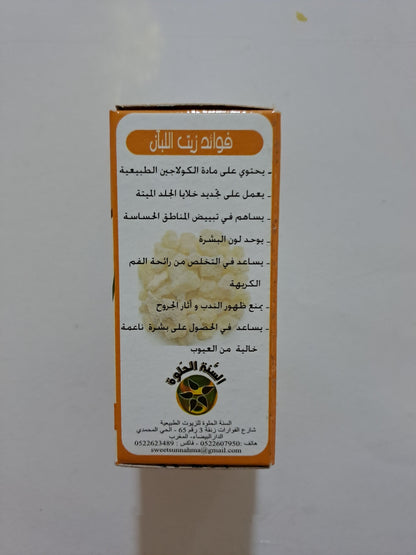 فوائد زيت اللبان
- يحتوي على مادة الكولاجين الطبيعية
- يعمل على تجديد خلايا الجلد الميتة
- يساهم في تبييض المناطق الحساسة
- يوحد لون البشرة
- يساعد في التخلص من رائحة الفم
الكريهة
- يمنع ظهور الندب و آثار الجروح
- يساعد في الحصول على بشرة ناعمة
خالية من العيوب
السنة الحلوة
السنة الحلوة للزيوت الطبيعية
شارع الفوارات زنقة 3 رقم 65 - الحي المحمدي
الدار البيضاء، المغرب
هاتف : 0522607950 - فاكس : 0522623489
sweetsunnahma@gmail.com